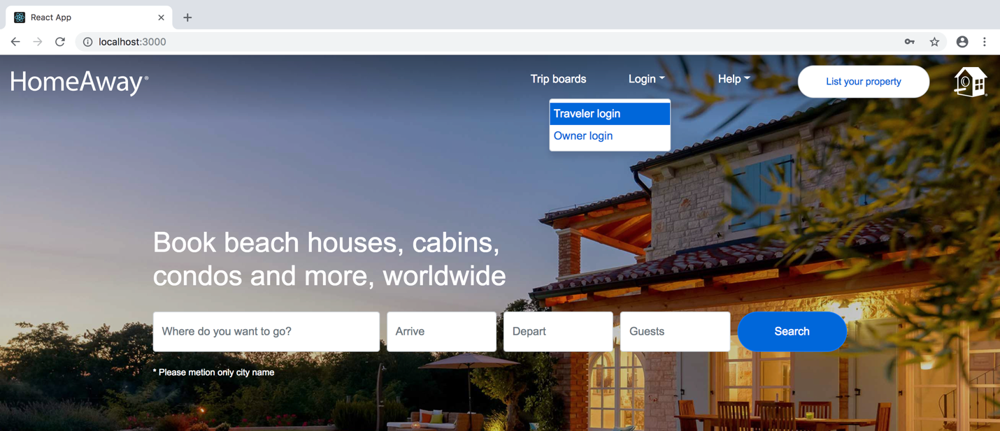 React App
localhost:3000
HomeAway®
Trip boards
Login
Help
List your property
Traveler login
Owner login
Book beach houses, cabins,
condos and more, worldwide
Where do you want to go?
Arrive
Depart
Guests
Search
* Please metion only city name